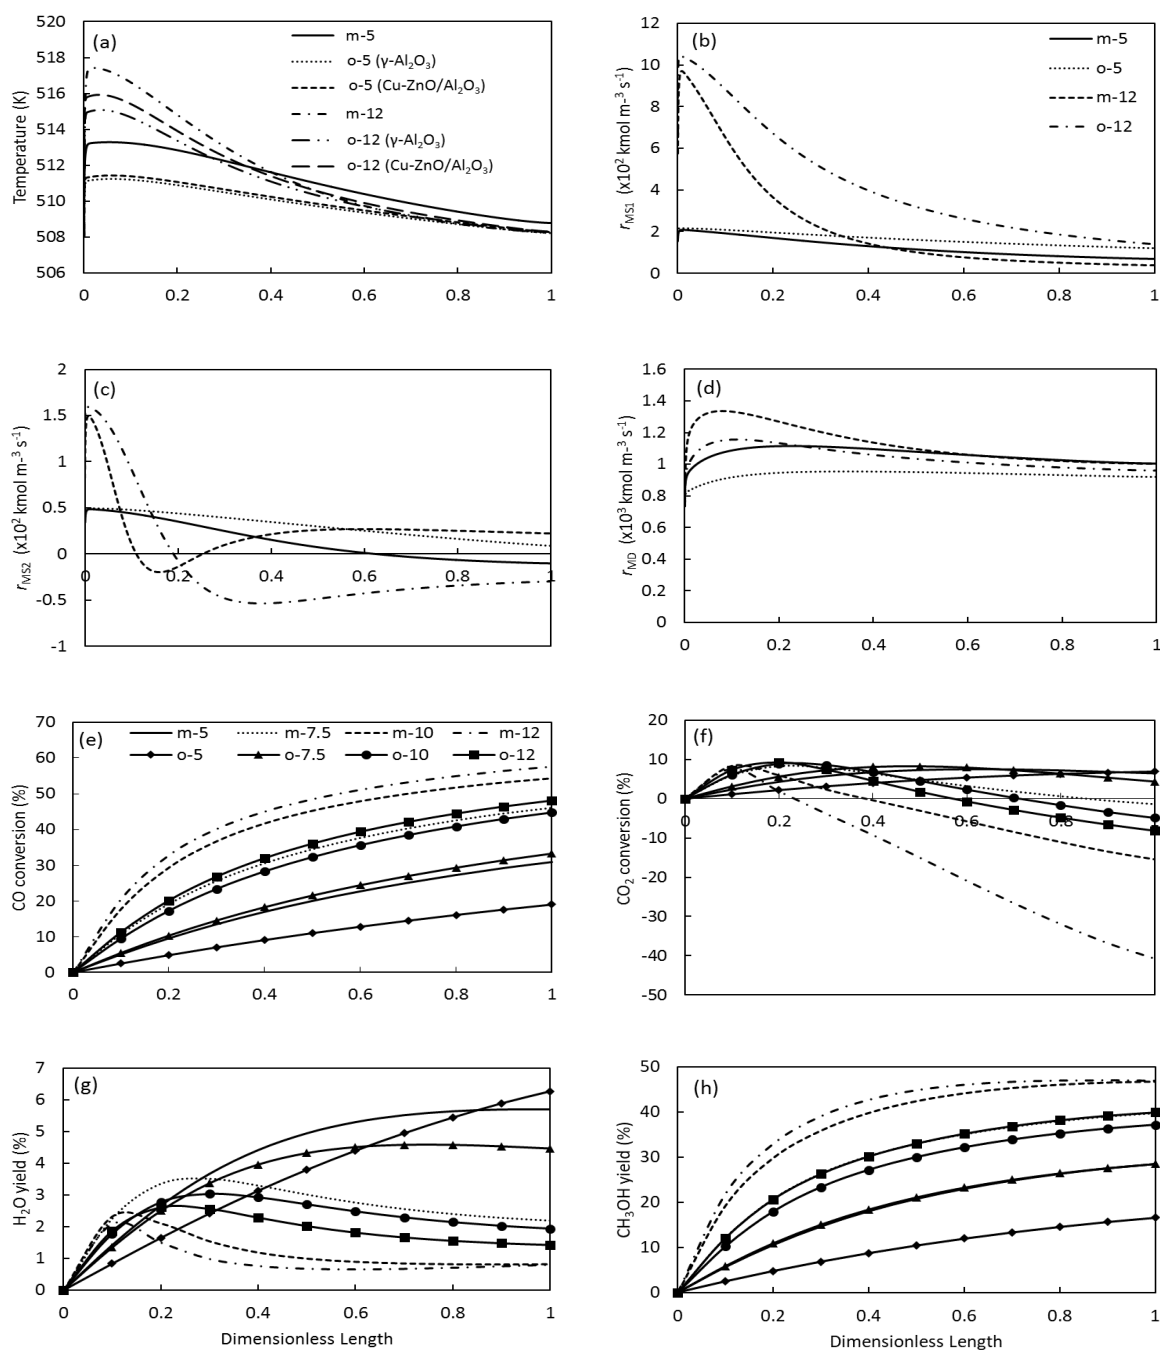 (a)
Temperature (K)
520
518
516
514
512
510
508
506
0 0.2 0.4 0.6 0.8 1
m-5
o-5 (γ-Al₂O₃)
o-5 (Cu-ZnO/Al₂O₃)
m-12
o-12 (γ-Al₂O₃)
o-12 (Cu-ZnO/Al₂O₃)
(b)
rMS1 (x10² kmol m⁻³ s⁻¹)
12
10
8
6
4
2
0
0 0.2 0.4 0.6 0.8 1
m-5
o-5
m-12
o-12
(c)
rMS2 (x10² kmol m⁻³ s⁻¹)
2
1.5
1
0.5
0
-0.5
-1
0 0.2 0.4 0.6 0.8 1
(d)
rMD (x10³ kmol m⁻³ s⁻¹)
1.6
1.4
1.2
1
0.8
0.6
0.4
0.2
0
0 0.2 0.4 0.6 0.8 1
(e)
CO conversion (%)
70
60
50
40
30
20
10
0
0 0.2 0.4 0.6 0.8 1
m-5 m-7.5 m-10 m-12
o-5 o-7.5 o-10 o-12
(f)
CO₂ conversion (%)
20
10
0
-10
-20
-30
-40
-50
0 0.2 0.4 0.6 0.8 1
(g)
H₂O yield (%)
7
6
5
4
3
2
1
0
0 0.2 0.4 0.6 0.8 1
Dimensionless Length
(h)
CH₃OH yield (%)
50
40
30
20
10
0
0 0.2 0.4 0.6 0.8 1
Dimensionless Length